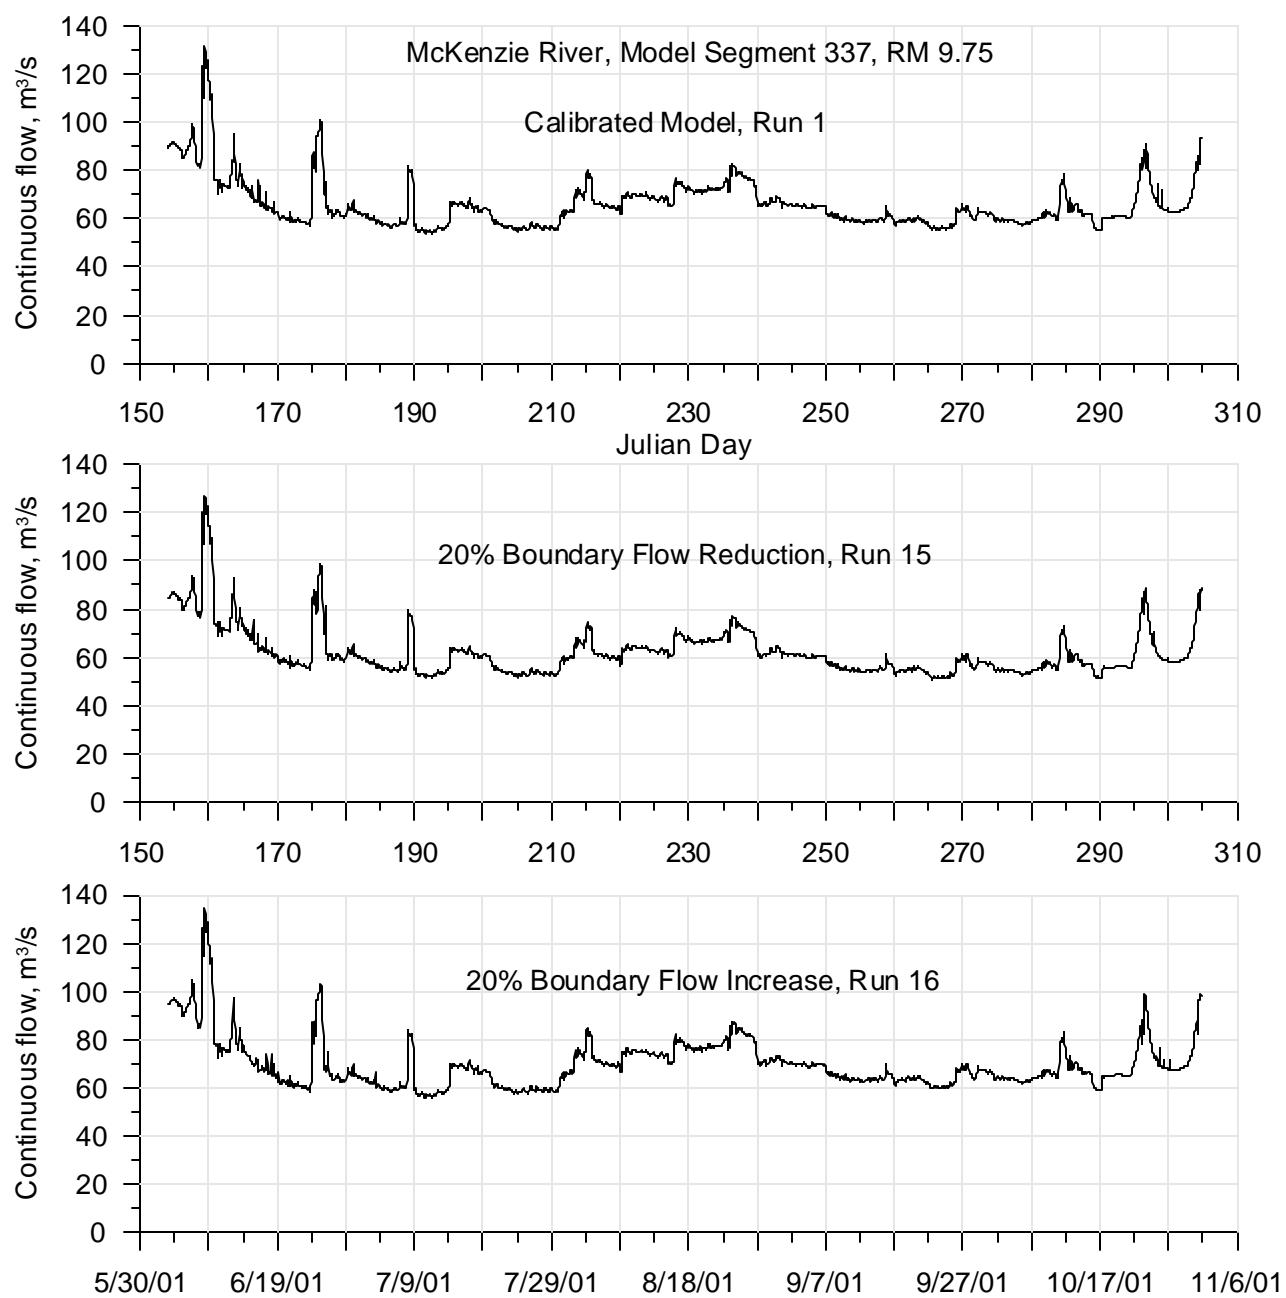 140
McKenzie River, Model Segment 337, RM 9.75
120
100
Calibrated Model, Run 1
80
60
40
20
0
Continuous flow, m³/s
150 170 190 210 230 250 270 290 310
Julian Day
140
120
100
20% Boundary Flow Reduction, Run 15
80
60
40
20
0
Continuous flow, m³/s
150 170 190 210 230 250 270 290 310
140
120
100
20% Boundary Flow Increase, Run 16
80
60
40
20
0
Continuous flow, m³/s
5/30/01 6/19/01 7/9/01 7/29/01 8/18/01 9/7/01 9/27/01 10/17/01 11/6/01